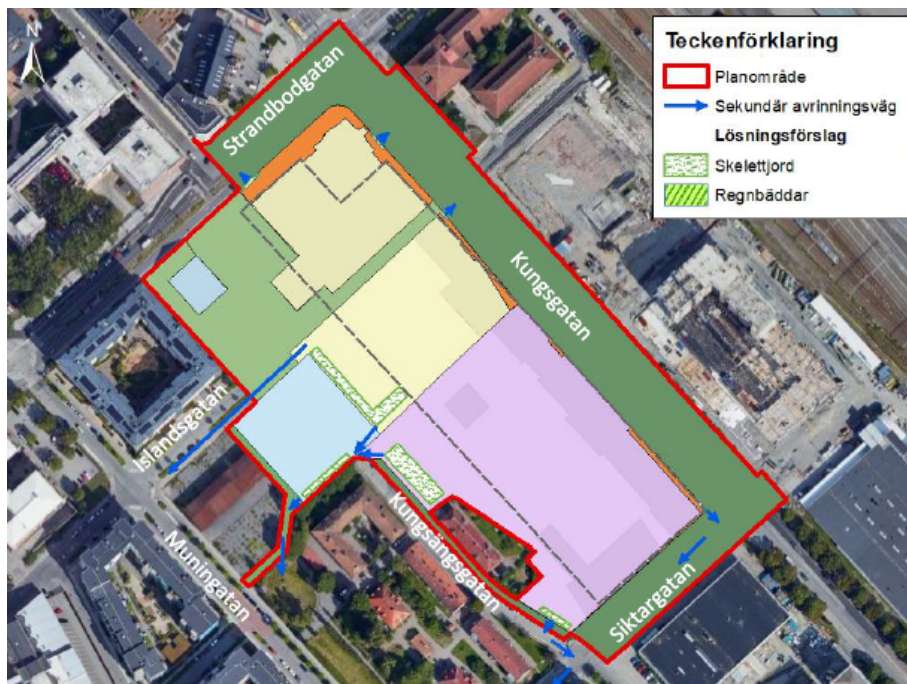 N
Strandbodgatan
Kungsgatan
Islandsgatan
Muningatan
Kungsängsgatan
Siktargatan
Teckenförklaring
Planområde
Sekundär avrinningsväg
Lösningsförslag
Skelettjord
Regnbäddar